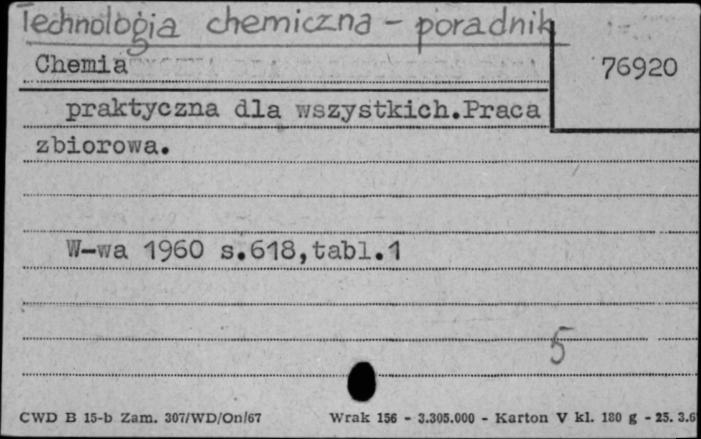 Technologia chemiczna - poradnik
Chemia
76920
praktyczna dla wszystkich.Praca
zbiorowa.
W-wa 1960 s.618,tabl.1
5
CWD B 15-b Zam. 307/WD/On/67
Wrak 156 - 3.305.000 - Karton V kl. 180 g - 25. 3.6